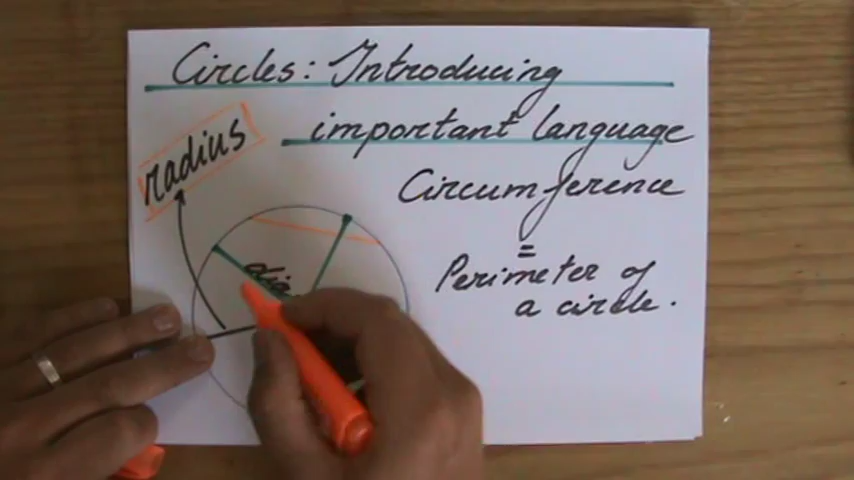 Circles: Introducing
important language
radius
Circumference
=
Perimeter of
a circle.